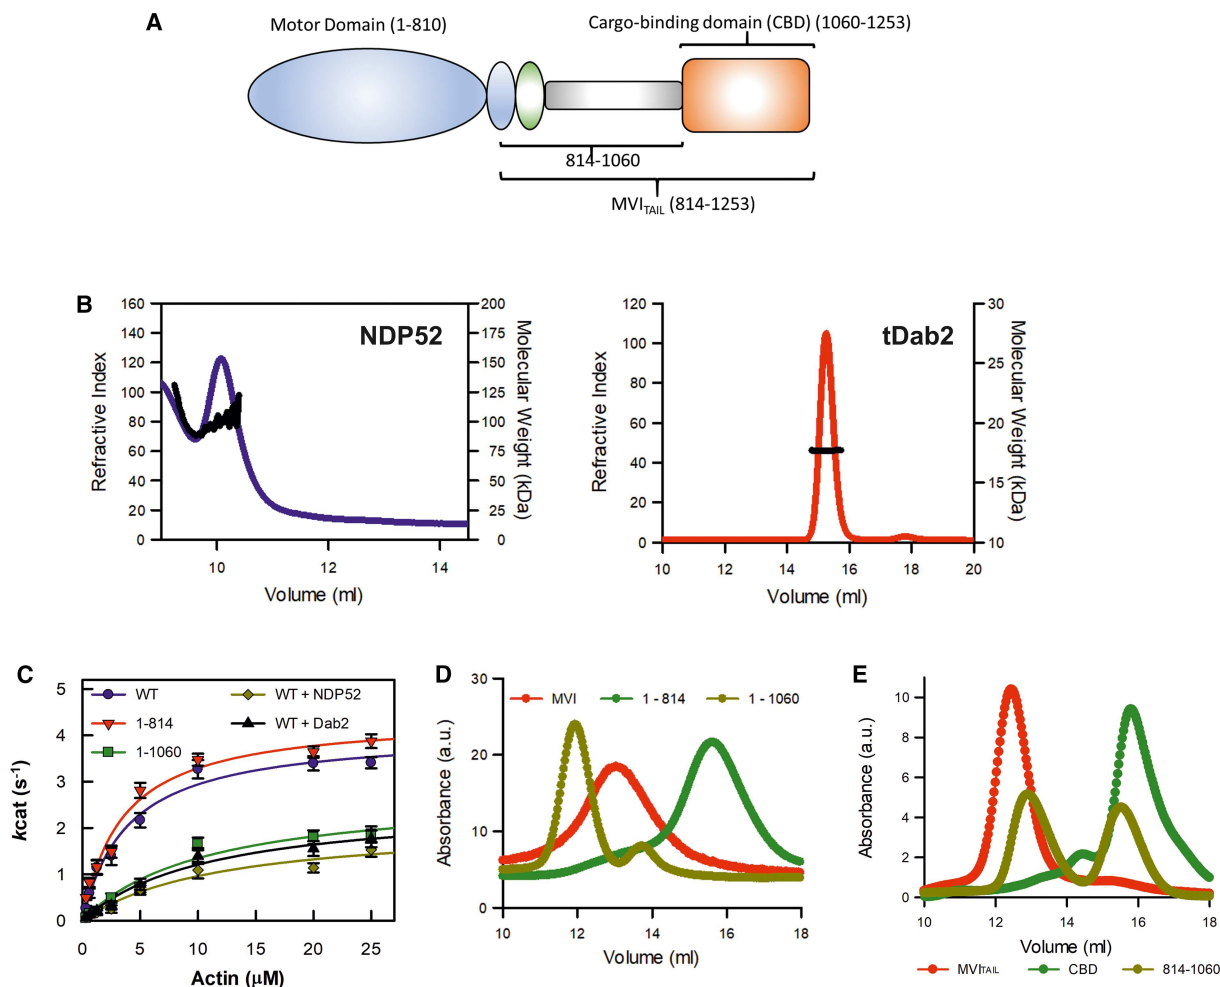 A
Motor Domain (1-810)
Cargo-binding domain (CBD) (1060-1253)
814-1060
MVITAIL (814-1253)
B
NDP52
Refractive Index
160
140
120
100
80
60
40
20
0
200
175
150
125
100
75
50
25
0
Molecular Weight (kDa)
10
12
14
Volume (ml)
tDab2
Refractive Index
120
100
80
60
40
20
0
30
25
20
15
10
Molecular Weight (kDa)
10
12
14
16
18
20
Volume (ml)
C
WT
1-814
1-1060
WT + NDP52
WT + Dab2
kcat (s-1)
5
4
3
2
1
0
0
5
10
15
20
25
Actin (μM)
D
MVI
1 - 814
1 - 1060
Absorbance (a.u.)
30
20
10
0
10
12
14
16
18
Volume (ml)
E
Absorbance (a.u.)
10
8
6
4
2
0
10
12
14
16
18
Volume (ml)
MVITAIL
CBD
814-1060